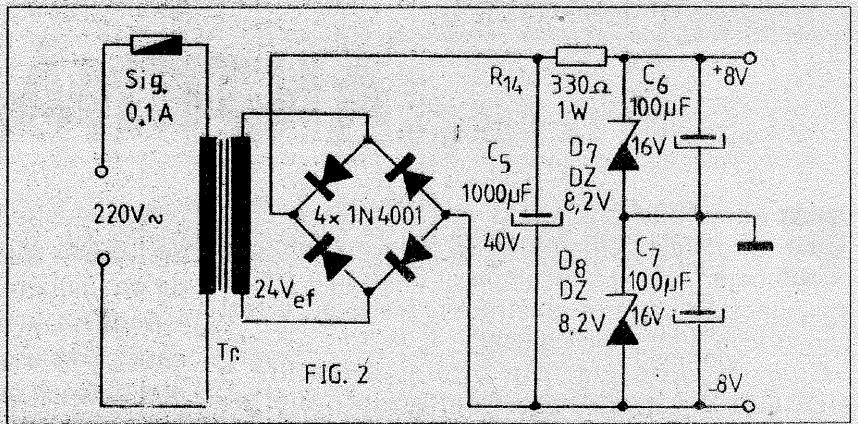 Sig.
0,1A
220V~
Tr.
24Vef
4x 1N4001
FIG. 2
C5
1000µF
40V
R14
330Ω
1W
D7
DZ
8,2V
C6
100µF
16V
+8V
D8
DZ
8,2V
C7
100µF
16V
-8V